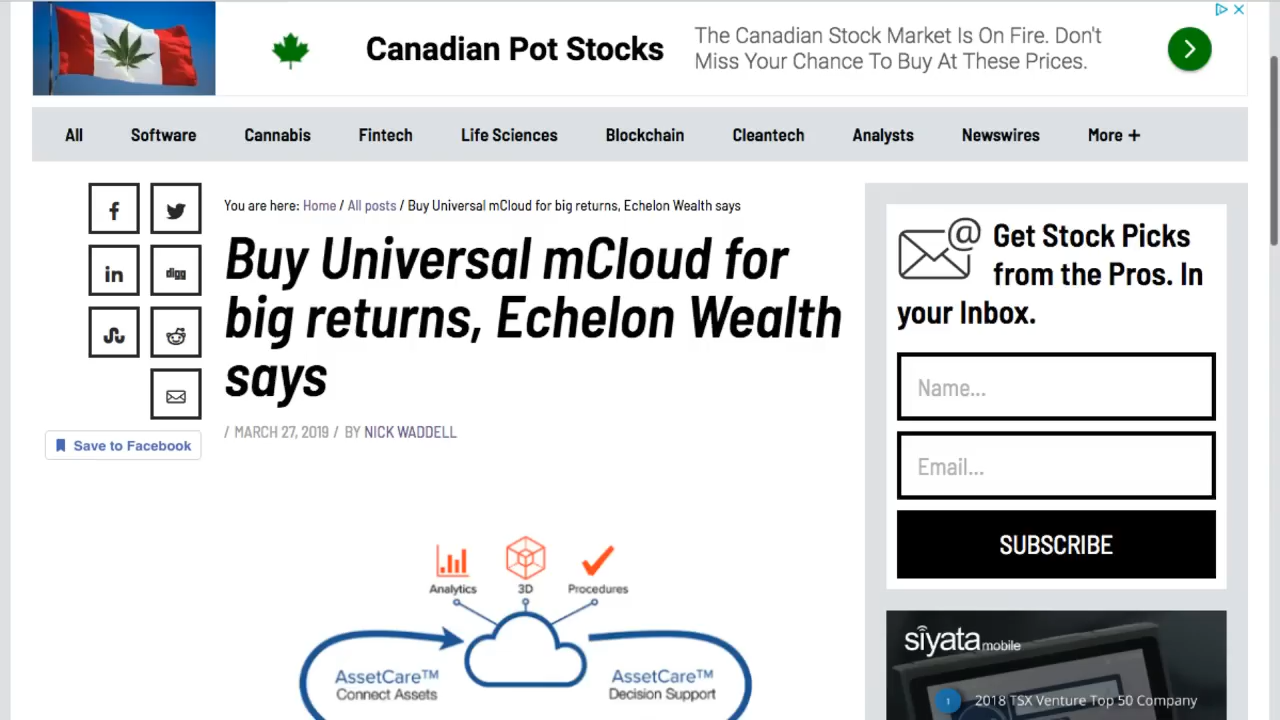 Canadian Pot Stocks
The Canadian Stock Market Is On Fire. Don't
Miss Your Chance To Buy At These Prices.
All Software Cannabis Fintech Life Sciences Blockchain Cleantech Analysts Newswires More +
You are here: Home / All posts / Buy Universal mCloud for big returns, Echelon Wealth says
Buy Universal mCloud for
big returns, Echelon Wealth
says
/ MARCH 27, 2019 / BY NICK WADDELL
f
in
digg
Save to Facebook
Analytics
3D
Procedures
AssetCare™
Connect Assets
AssetCare™
Decision Support
@
Get Stock Picks
from the Pros. In
your Inbox.
Name...
Email...
SUBSCRIBE
siyata mobile
1 2018 TSX Venture Top 50 Company